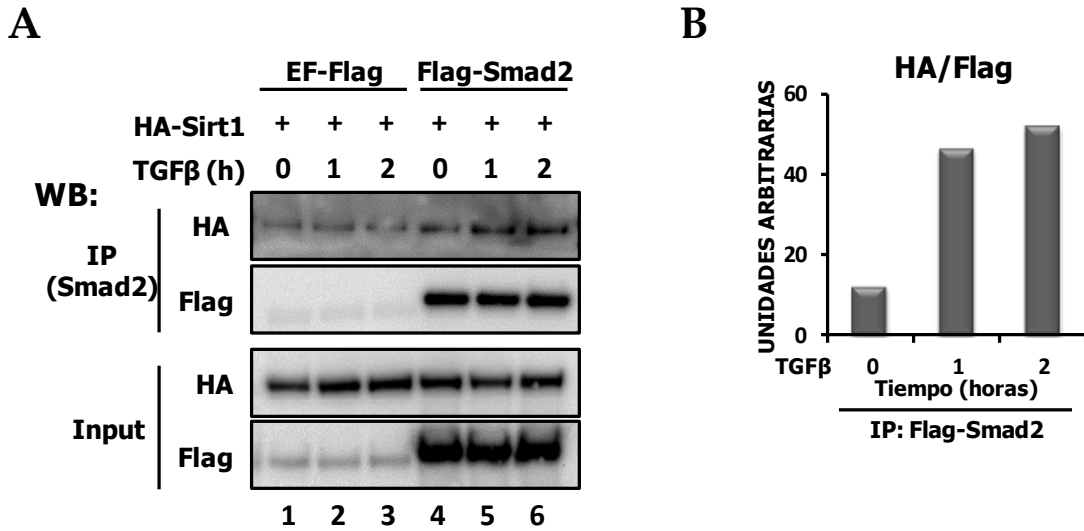 A
EF-Flag Flag-Smad2
HA-Sirt1 + + + + + +
TGFβ (h) 0 1 2 0 1 2
WB:
IP
(Smad2)
HA
Flag
Input
HA
Flag
1 2 3 4 5 6
B
HA/Flag
UNIDADES ARBITRARIAS
60
40
20
0
TGFβ 0 1 2
Tiempo (horas)
IP: Flag-Smad2